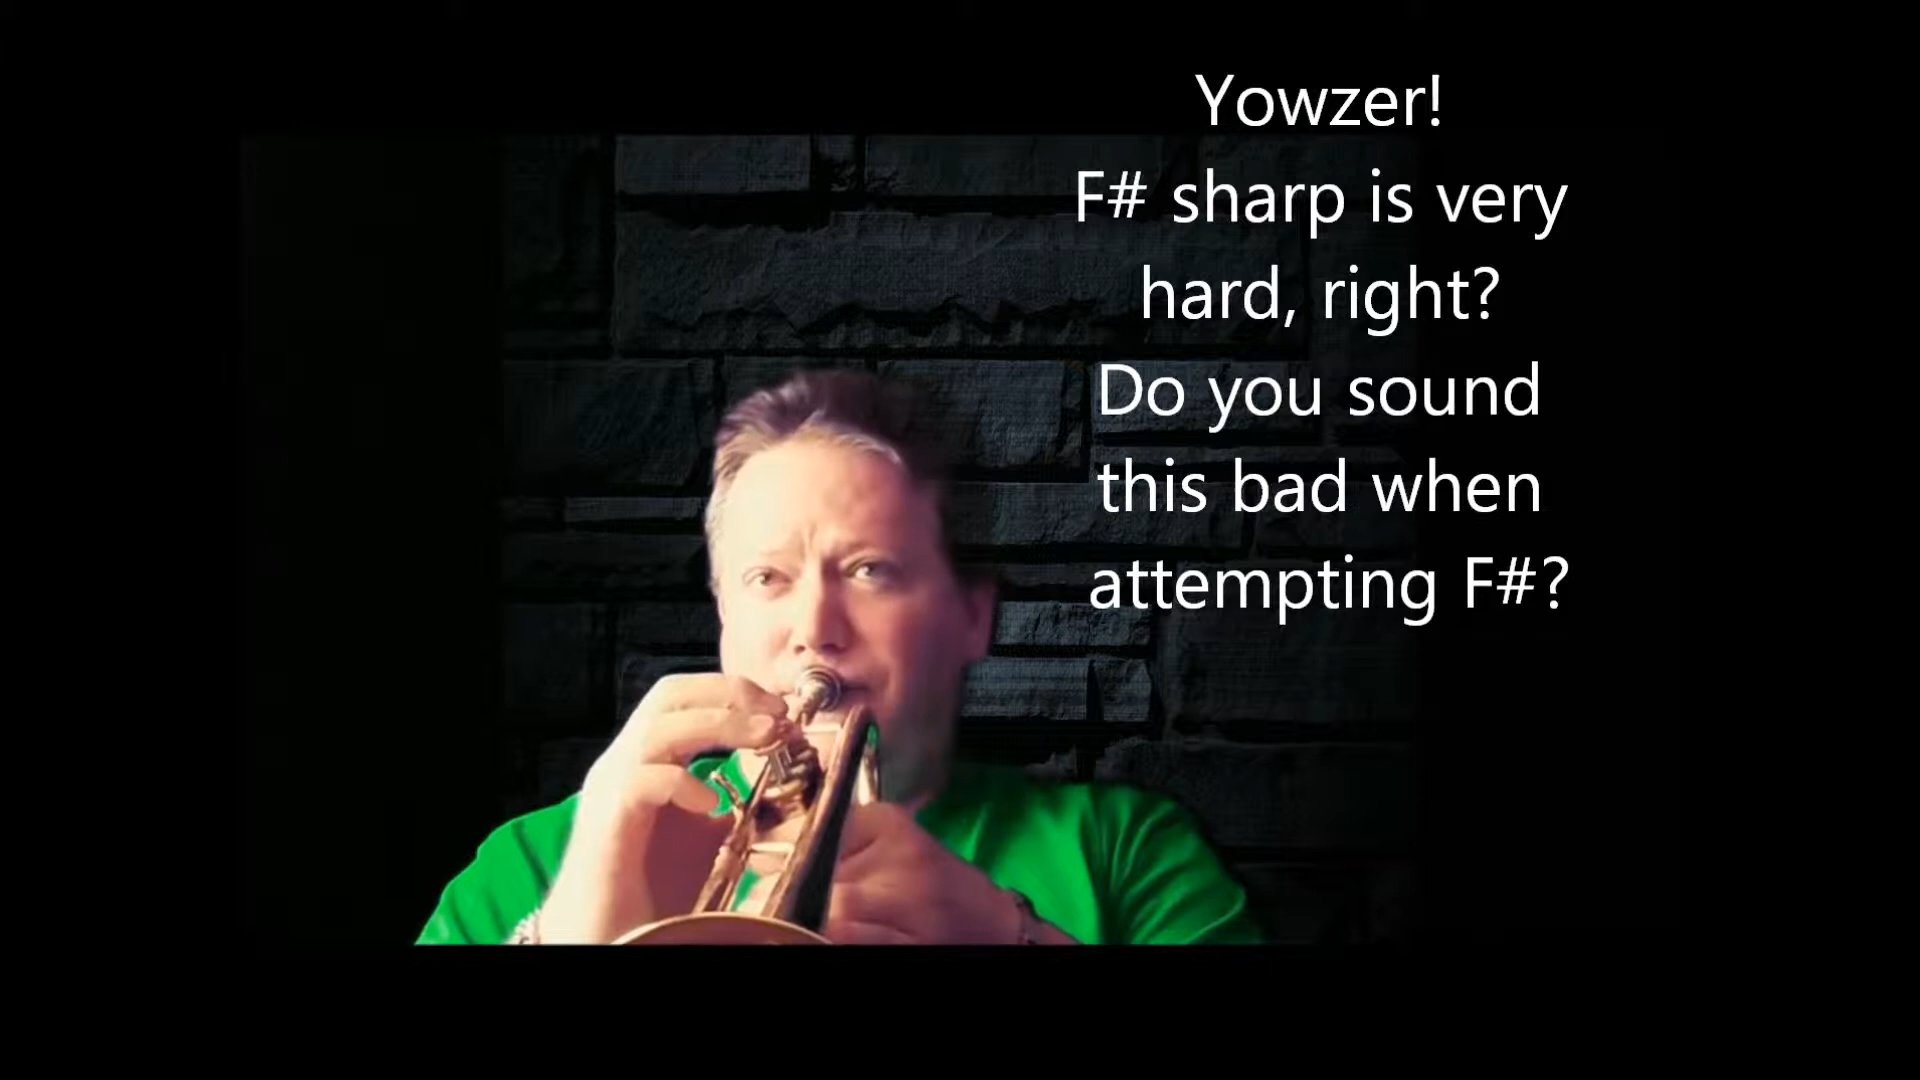 Yowzer!
F# sharp is very
hard, right?
Do you sound
this bad when
attempting F#?